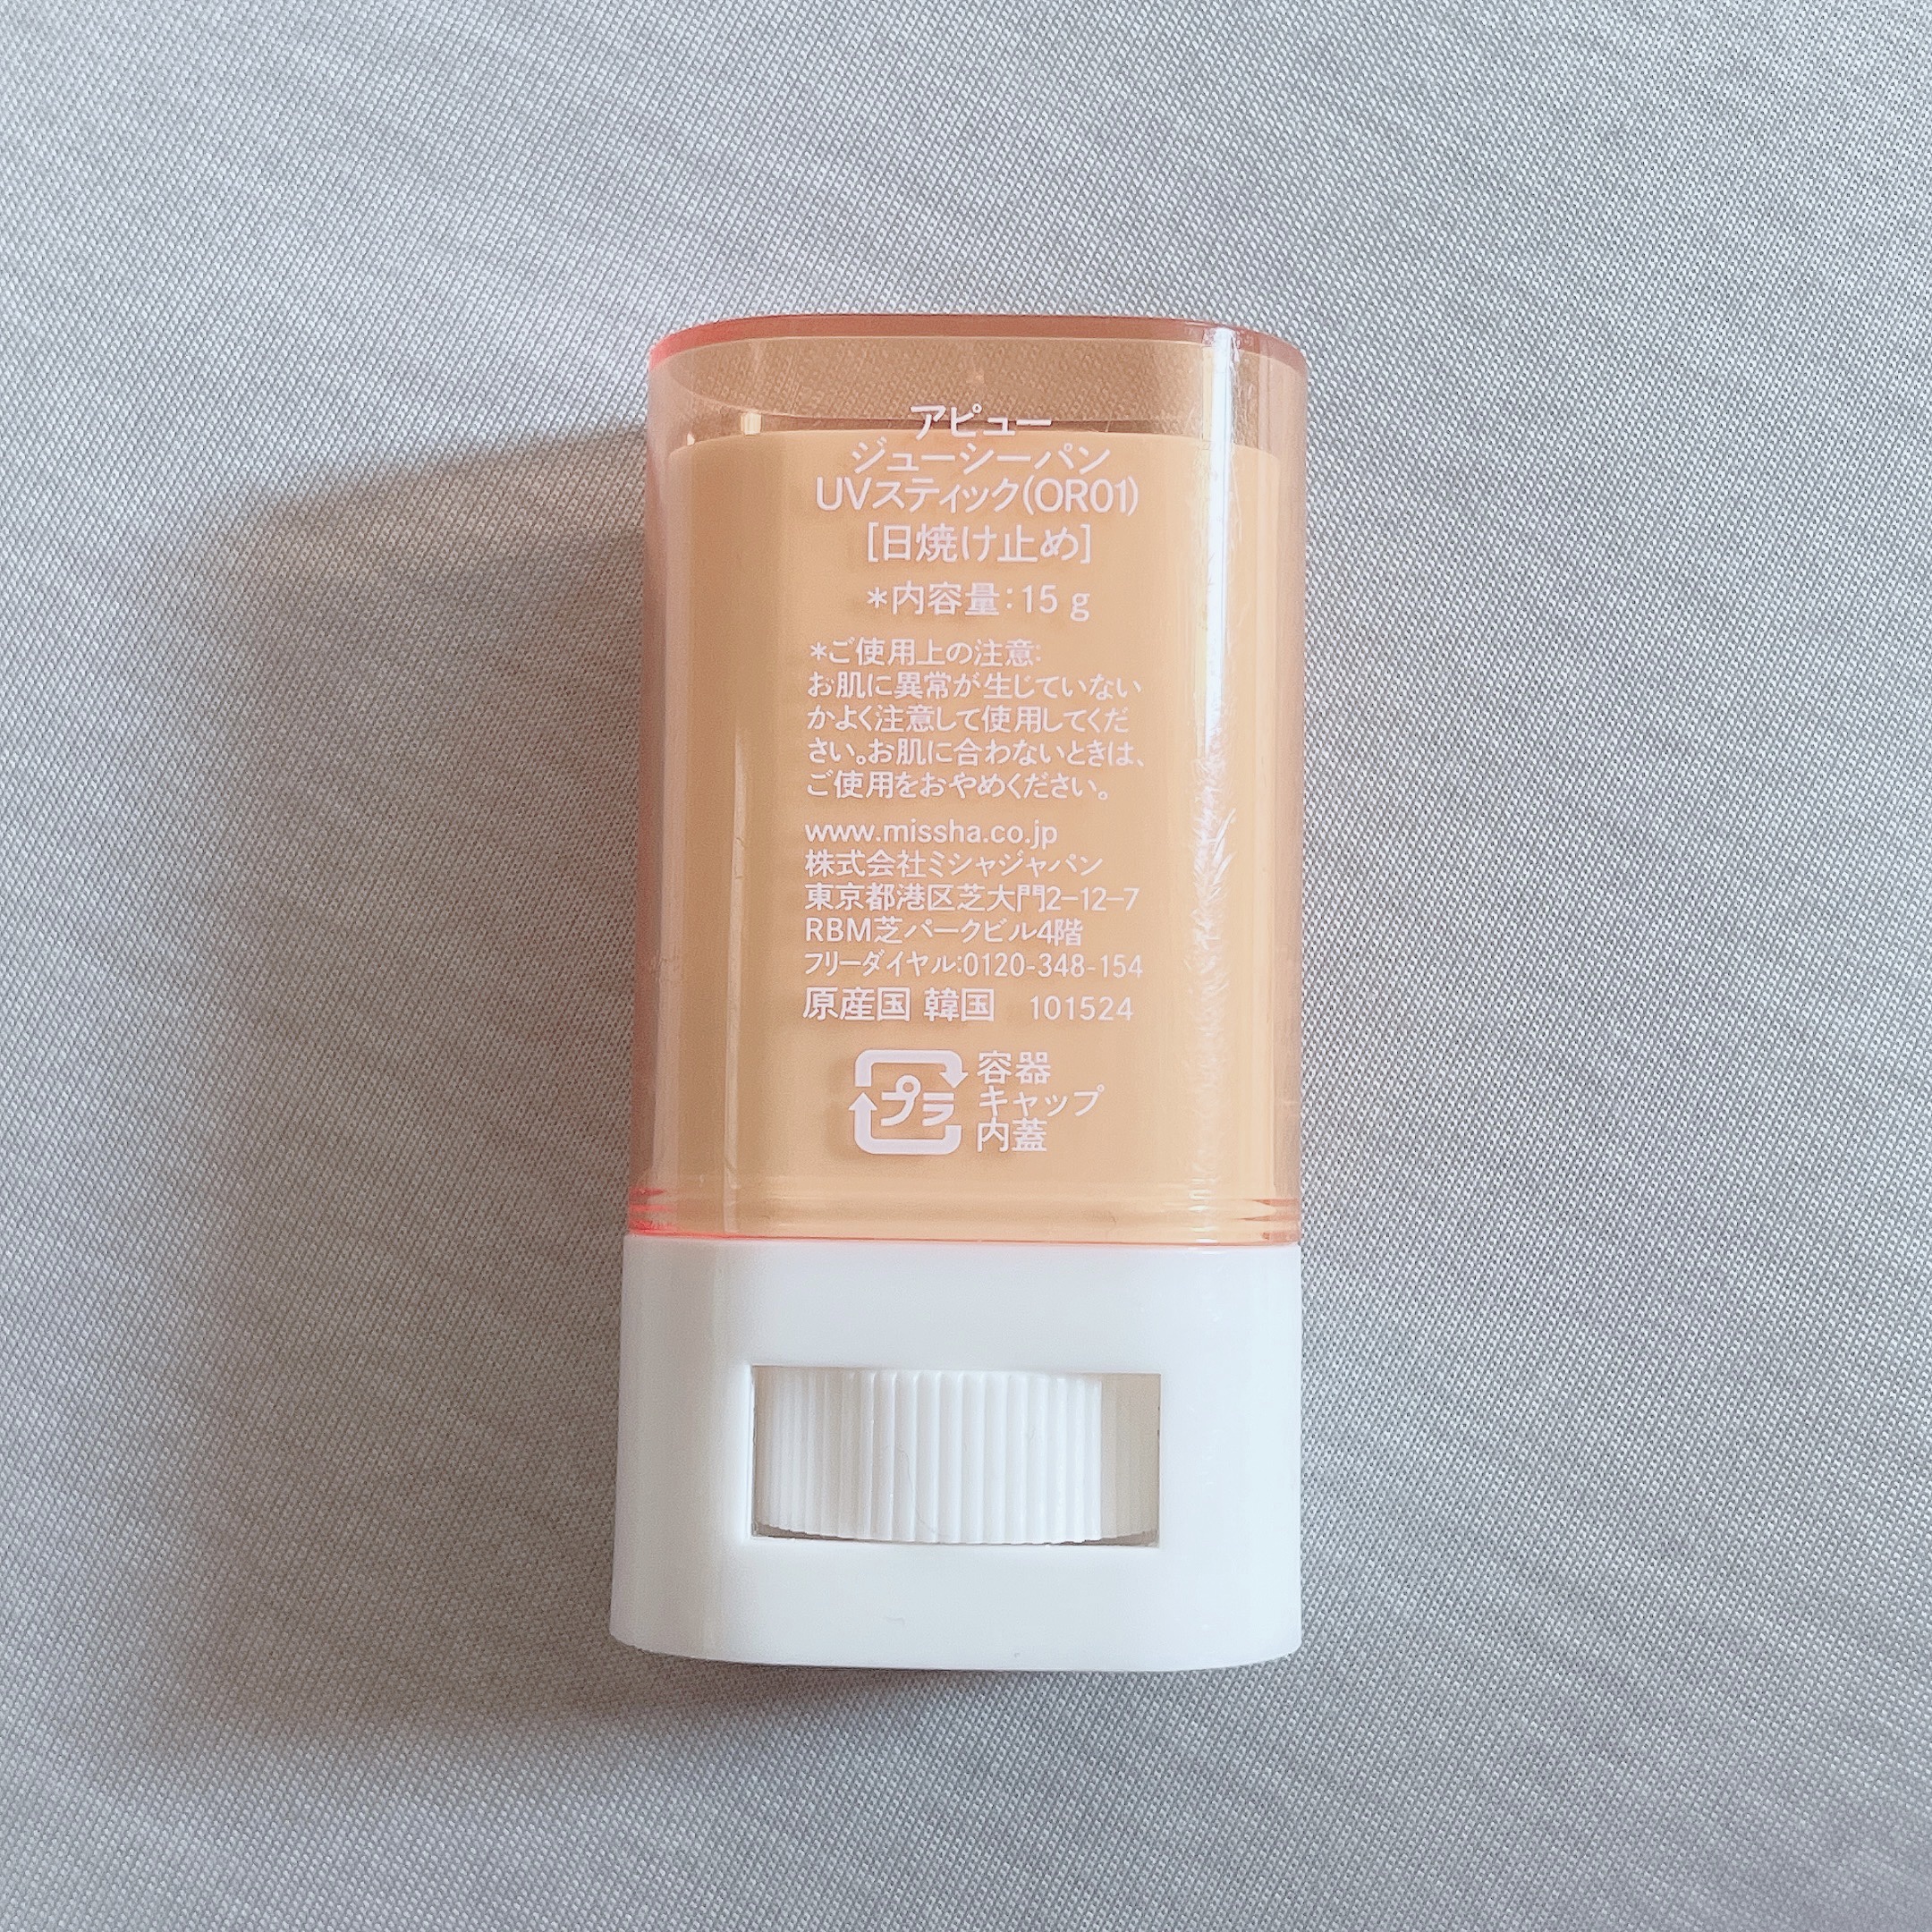 アピュー
ジューシーパン
UVスティック(OR01)
[日焼け止め]
*内容量:15 g
*ご使用上の注意:
お肌に異常が生じていない
かよく注意して使用してくだ
さい。お肌に合わないときは、
ご使用をおやめください。
www.missha.co.jp
株式会社ミシャジャパン
東京都港区芝大門2-12-7
RBM芝パークビル4階
フリーダイヤル:0120-348-154
原産国 韓国 101524
プラ 容器
キャップ
内蓋